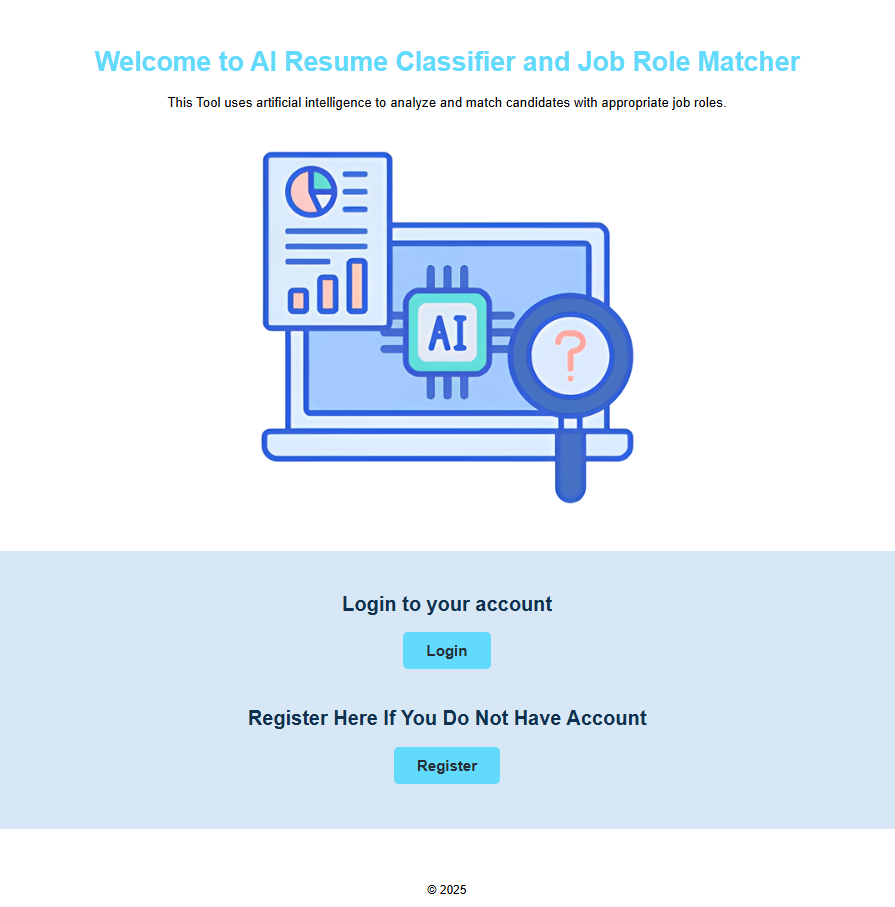 Welcome to AI Resume Classifier and Job Role Matcher
This Tool uses artificial intelligence to analyze and match candidates with appropriate job roles.
AI
?
Login to your account
Login
Register Here If You Do Not Have Account
Register
© 2025